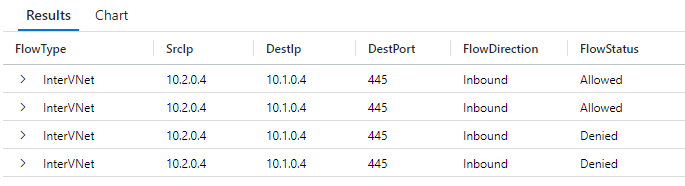 Results Chart
FlowType SrcIp DestIp DestPort FlowDirection FlowStatus
InterVNet 10.2.0.4 10.1.0.4 445 Inbound Allowed
InterVNet 10.2.0.4 10.1.0.4 445 Inbound Allowed
InterVNet 10.2.0.4 10.1.0.4 445 Inbound Denied
InterVNet 10.2.0.4 10.1.0.4 445 Inbound Denied